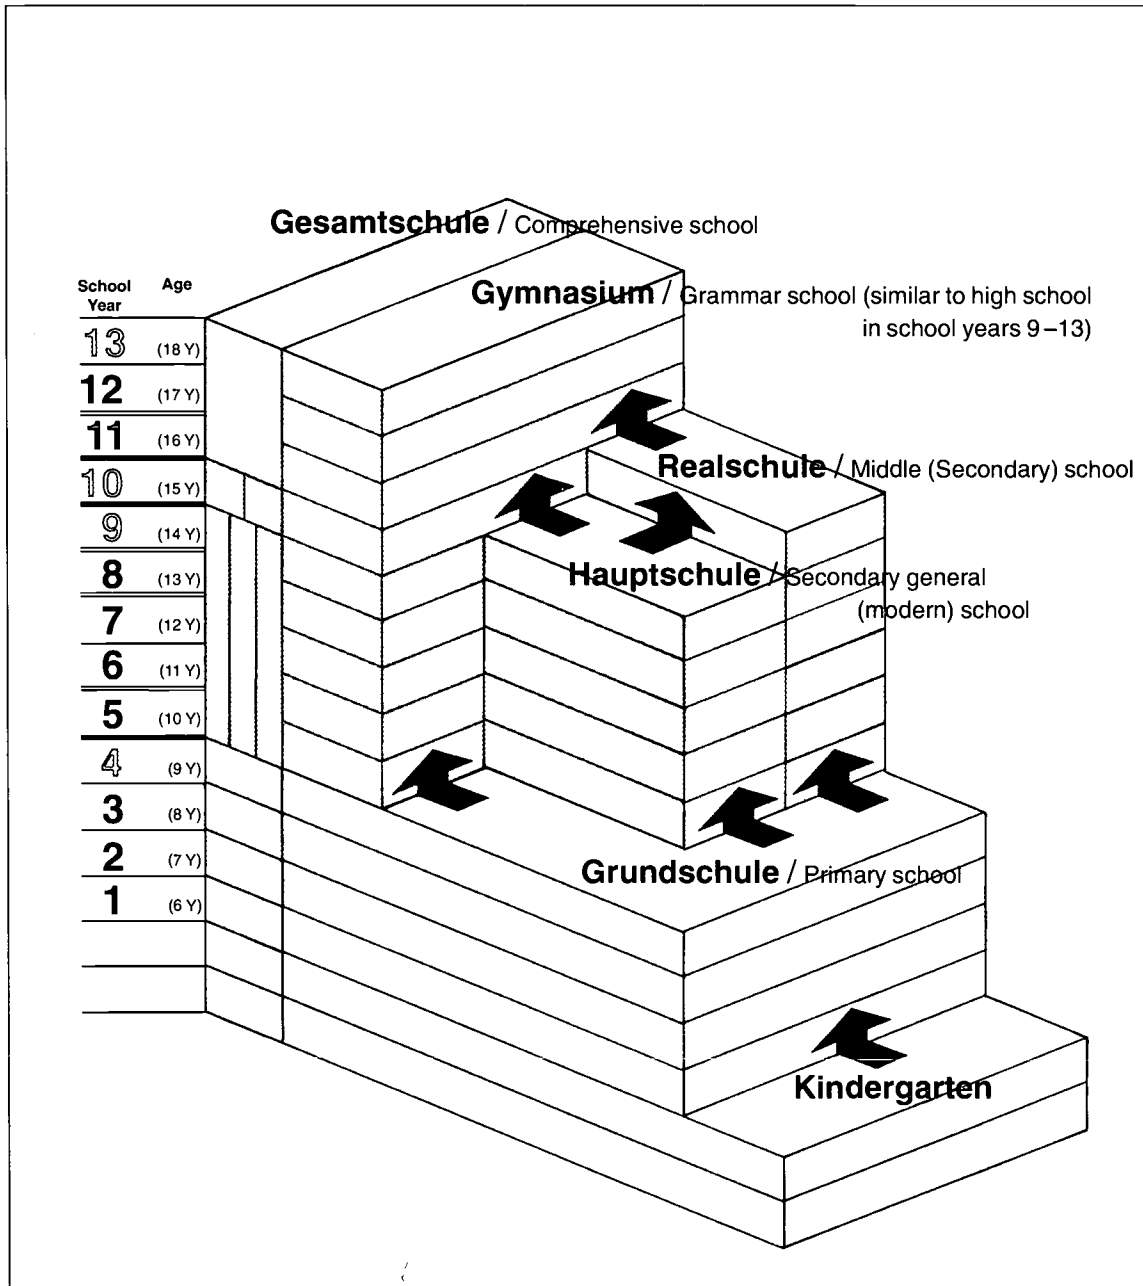 Gesamtschule / Comprehensive school
School Year
Age
Gymnasium / Grammar school (similar to high school
in school years 9–13)
13 (18 Y)
12 (17 Y)
11 (16 Y)
10 (15 Y)
9 (14 Y)
8 (13 Y)
7 (12 Y)
6 (11 Y)
5 (10 Y)
4 (9 Y)
3 (8 Y)
2 (7 Y)
1 (6 Y)
Realschule / Middle (Secondary) school
Hauptschule / Secondary general
(modern) school
Grundschule / Primary school
Kindergarten